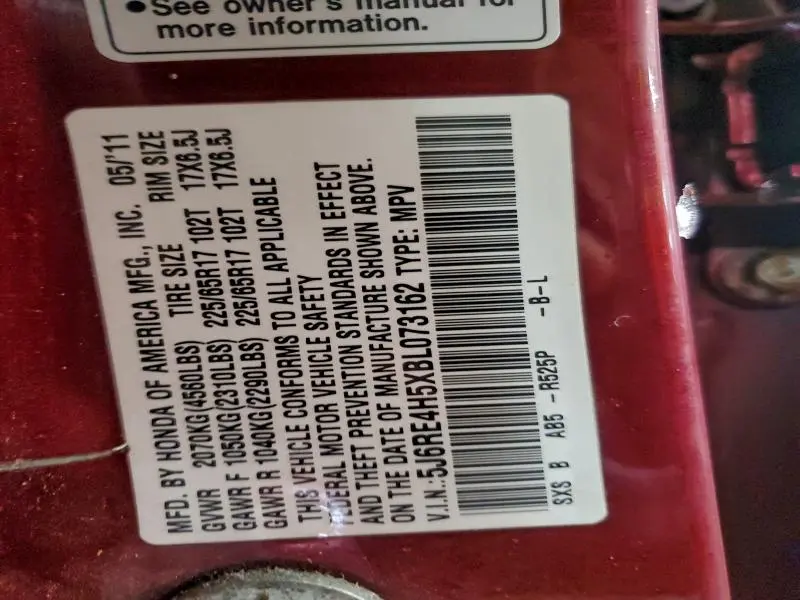 ●See owner's manual for
more information.
MFD. BY HONDA OF AMERICA MFG., INC. 05/'11
GVWR 2070KG(4560LBS) TIRE SIZE RIM SIZE
GAWR F 1050KG(2310LBS) 225/65R17 102T 17X6.5J
GAWR R 1040KG(2290LBS) 225/65R17 102T 17X6.5J
THIS VEHICLE CONFORMS TO ALL APPLICABLE
FEDERAL MOTOR VEHICLE SAFETY
AND THEFT PREVENTION STANDARDS IN EFFECT
ON THE DATE OF MANUFACTURE SHOWN ABOVE.
V.I.N.:5J6RE4H5XBL073162 TYPE: MPV
SXS B AB5 -R525P -B-L